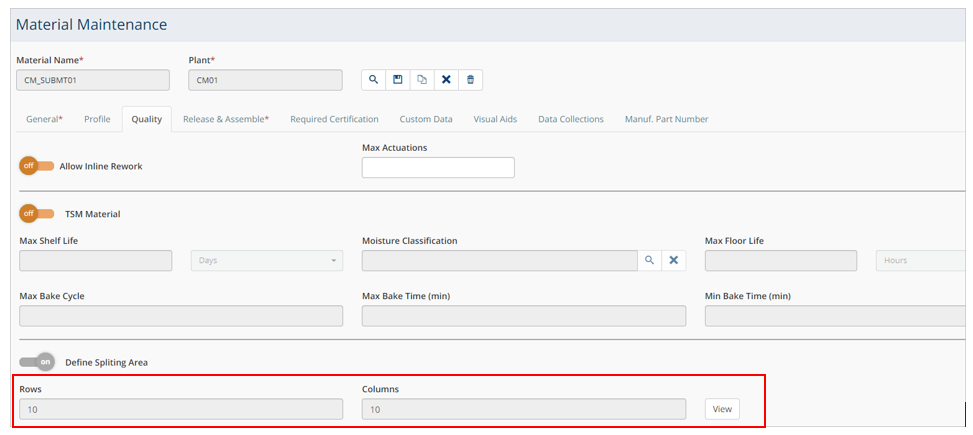 Material Maintenance
Material Name* Plant*
CM_SUBMT01 CM01
General* Profile Quality Release & Assemble* Required Certification Custom Data Visual Aids Data Collections Manuf. Part Number
Max Actuations
off Allow Inline Rework
off TSM Material
Max Shelf Life Moisture Classification Max Floor Life
Days Hours
Max Bake Cycle Max Bake Time (min) Min Bake Time (min)
on Define Spliting Area
Rows Columns
10 10 View